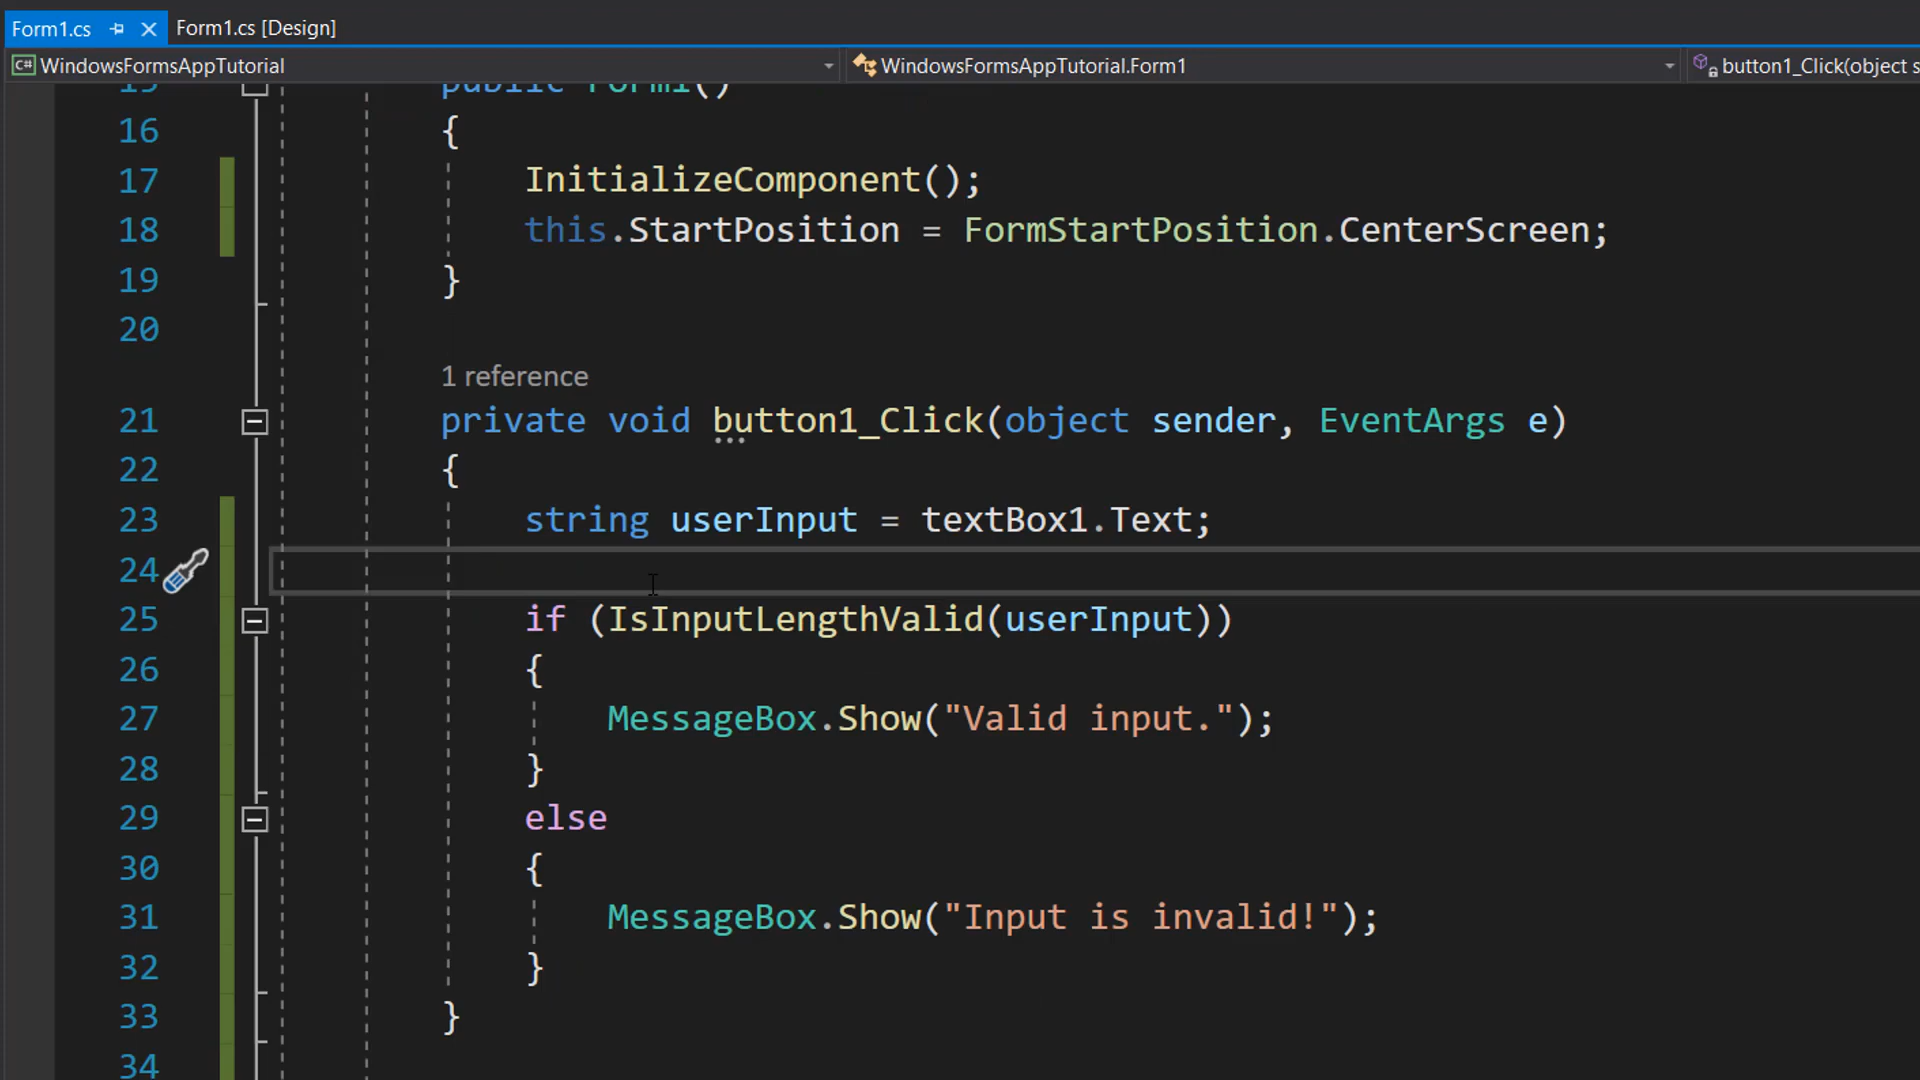 Form1.cs Form1.cs [Design]
C# WindowsFormsAppTutorial WindowsFormsAppTutorial.Form1 button1_Click(object s
15 public Form1()
16 {
17 InitializeComponent();
18 this.StartPosition = FormStartPosition.CenterScreen;
19 }
20
1 reference
21 private void button1_Click(object sender, EventArgs e)
22 {
23 string userInput = textBox1.Text;
24
25 if (IsInputLengthValid(userInput))
26 {
27 MessageBox.Show("Valid input.");
28 }
29 else
30 {
31 MessageBox.Show("Input is invalid!");
32 }
33 }
34